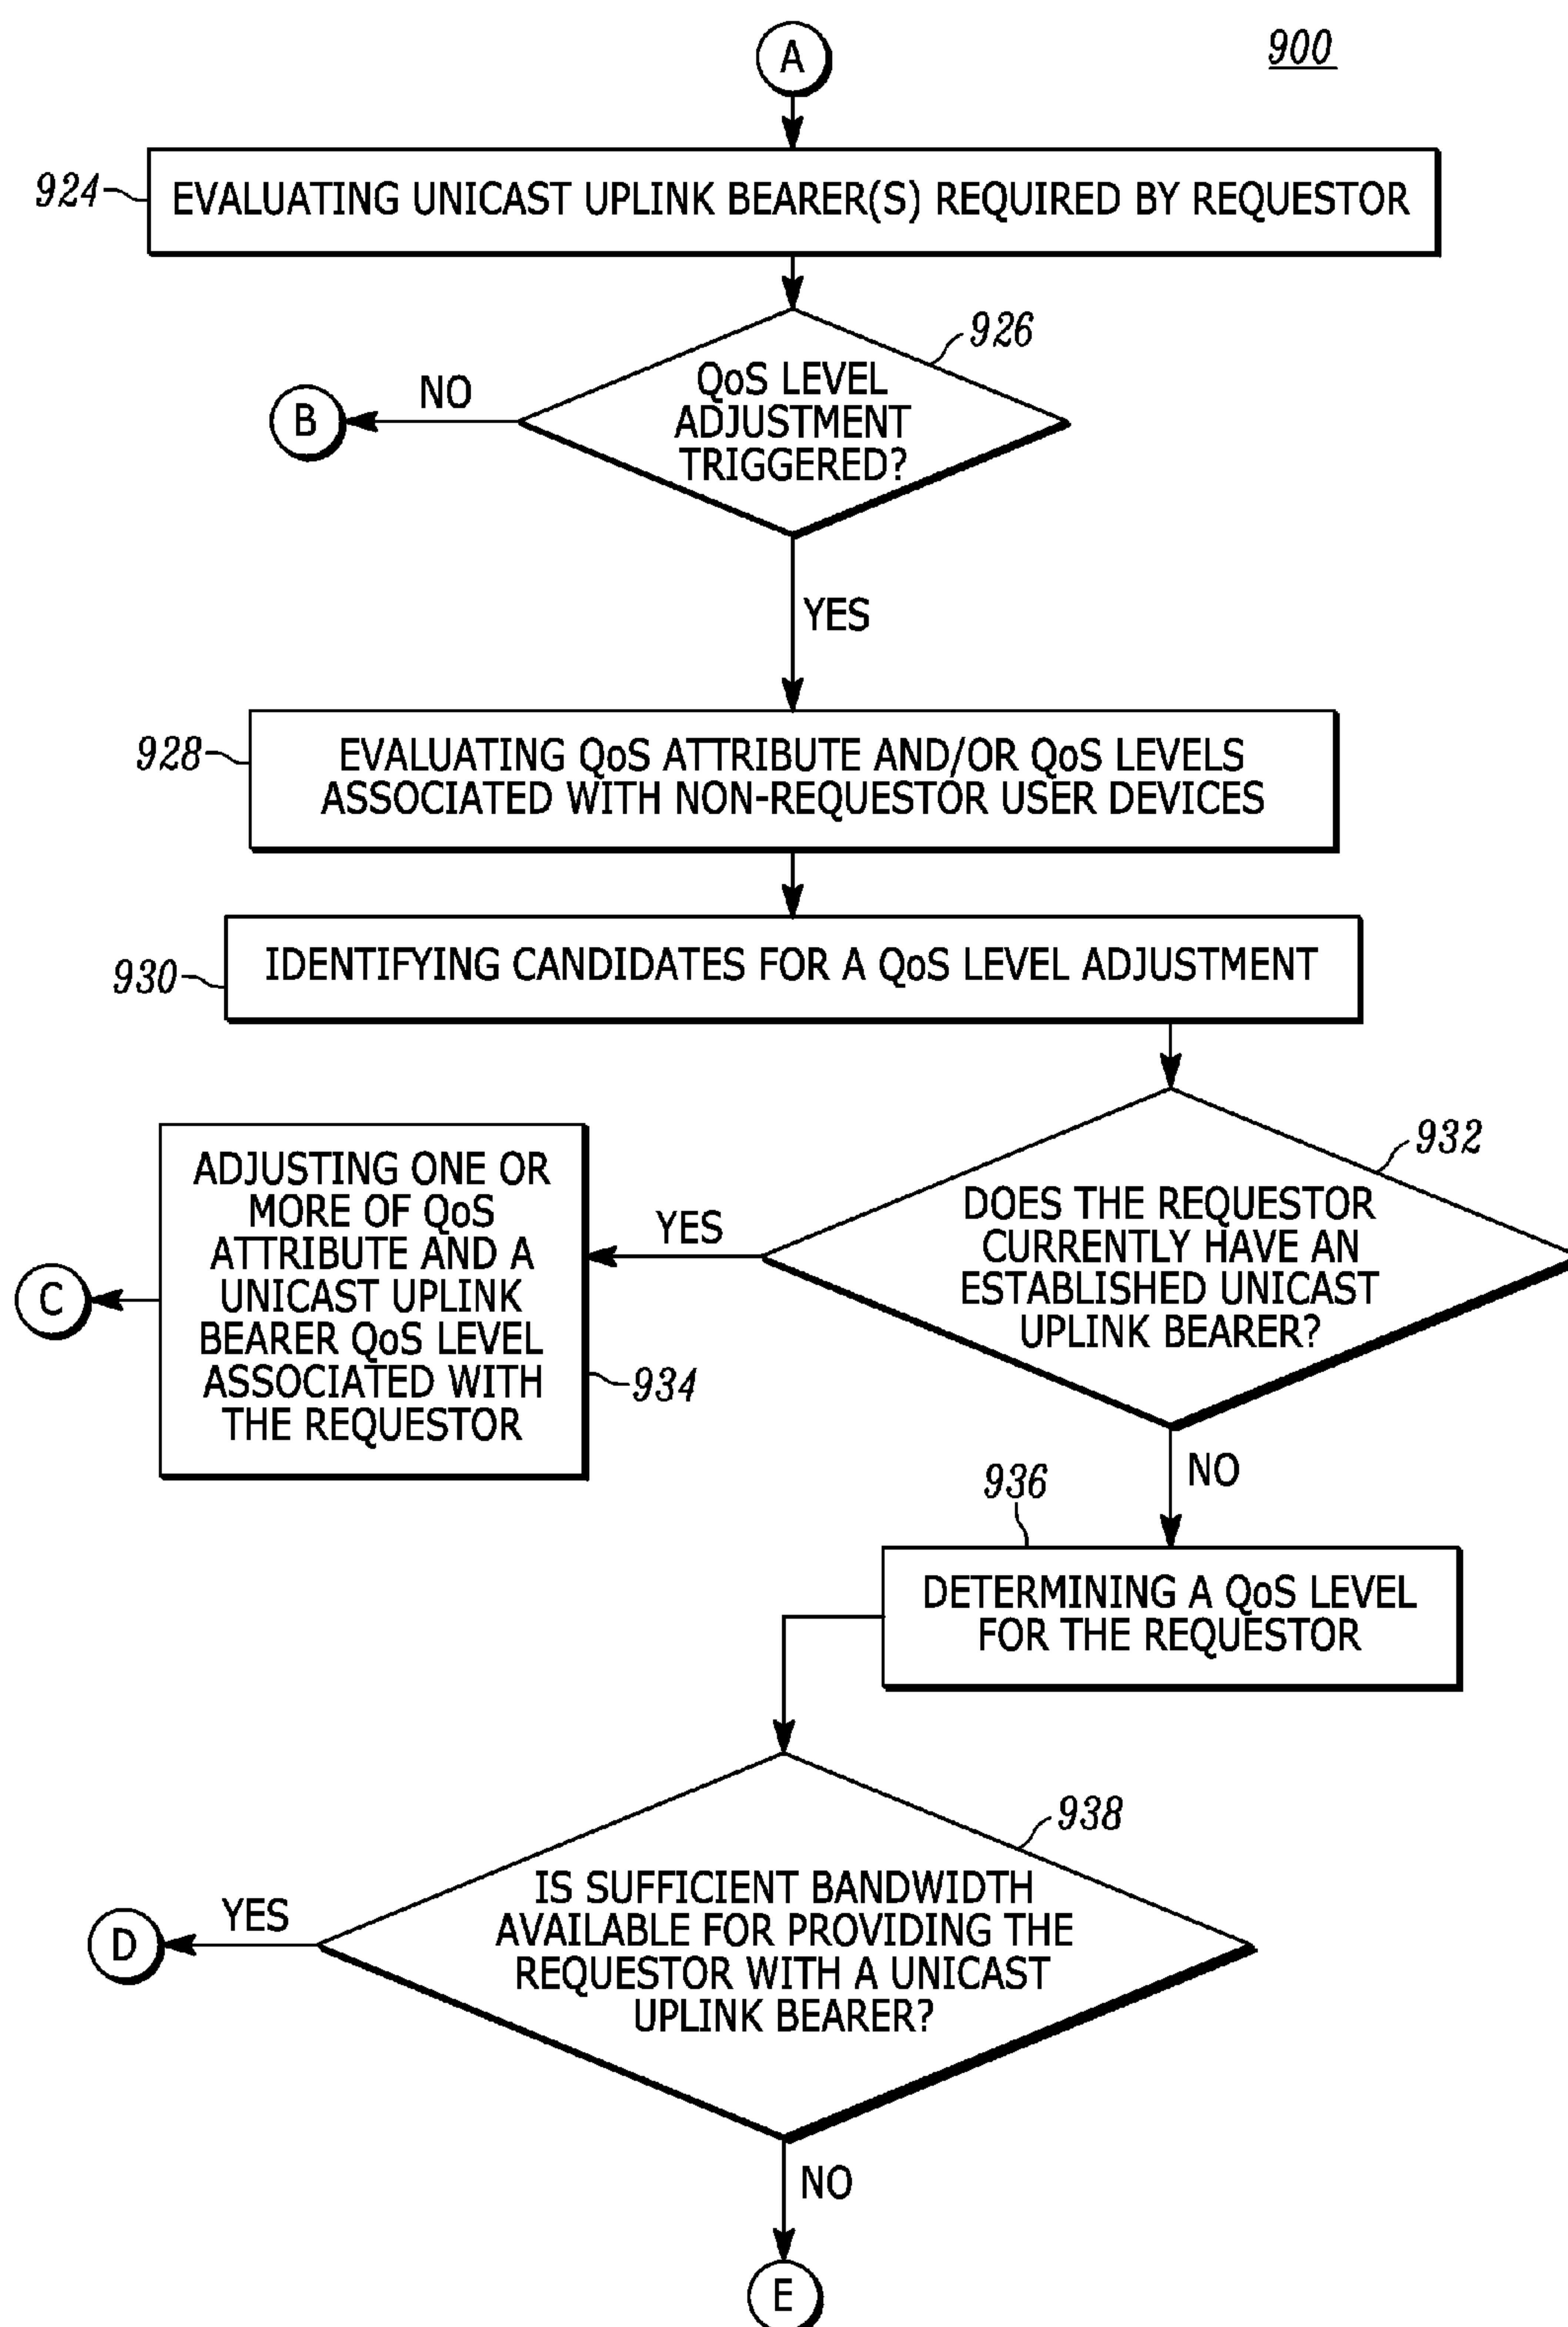 A
900
924
EVALUATING UNICAST UPLINK BEARER(S) REQUIRED BY REQUESTOR
926
QoS LEVEL
ADJUSTMENT
TRIGGERED?
NO
B
YES
928
EVALUATING QoS ATTRIBUTE AND/OR QoS LEVELS
ASSOCIATED WITH NON-REQUESTOR USER DEVICES
930
IDENTIFYING CANDIDATES FOR A QoS LEVEL ADJUSTMENT
932
DOES THE REQUESTOR
CURRENTLY HAVE AN
ESTABLISHED UNICAST
UPLINK BEARER?
YES
ADJUSTING ONE OR
MORE OF QoS
ATTRIBUTE AND A
UNICAST UPLINK
BEARER QoS LEVEL
ASSOCIATED WITH
THE REQUESTOR
934
C
NO
936
DETERMINING A QoS LEVEL
FOR THE REQUESTOR
938
IS SUFFICIENT BANDWIDTH
AVAILABLE FOR PROVIDING THE
REQUESTOR WITH A UNICAST
UPLINK BEARER?
YES
D
NO
E